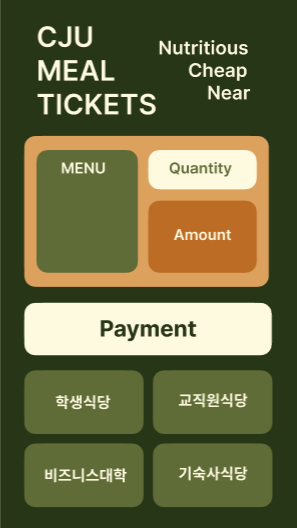 CJU
MEAL
TICKETS
Nutritious
Cheap
Near
MENU
Quantity
Amount
Payment
학생식당
교직원식당
비즈니스대학
기숙사식당